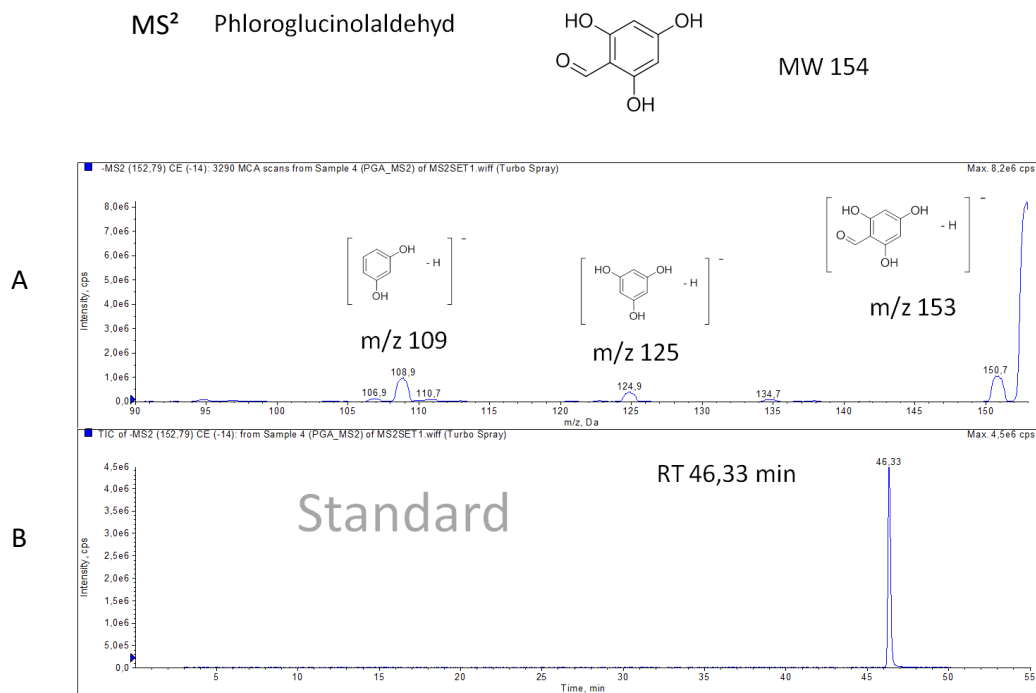 MS² Phloroglucinolaldehyd
HO OH
O
OH
MW 154
A
-MS2 (152,79) CE (-14): 3290 MCA scans from Sample 4 (PGA_MS2) of MS2SET1.wiff (Turbo Spray) Max. 8,2e6 cps
Intensity, cps
8,0e6
7,0e6
6,0e6
5,0e6
4,0e6
3,0e6
2,0e6
1,0e6
0,0
OH
- H
OH
-
m/z 109
HO OH
- H
OH
-
m/z 125
HO OH
O
- H
OH
-
m/z 153
106,9
108,9
110,7
124,9
134,7
150,7
90 95 100 105 110 115 120 125 130 135 140 145 150
m/z, Da
B
TIC of -MS2 (152,79) CE (-14): from Sample 4 (PGA_MS2) of MS2SET1.wiff (Turbo Spray) Max. 4,5e6 cps
Intensity, cps
4,5e6
4,0e6
3,5e6
3,0e6
2,5e6
2,0e6
1,5e6
1,0e6
5,0e5
0,0
Standard
RT 46,33 min
46,33
5 10 15 20 25 30 35 40 45 50 55
Time, min